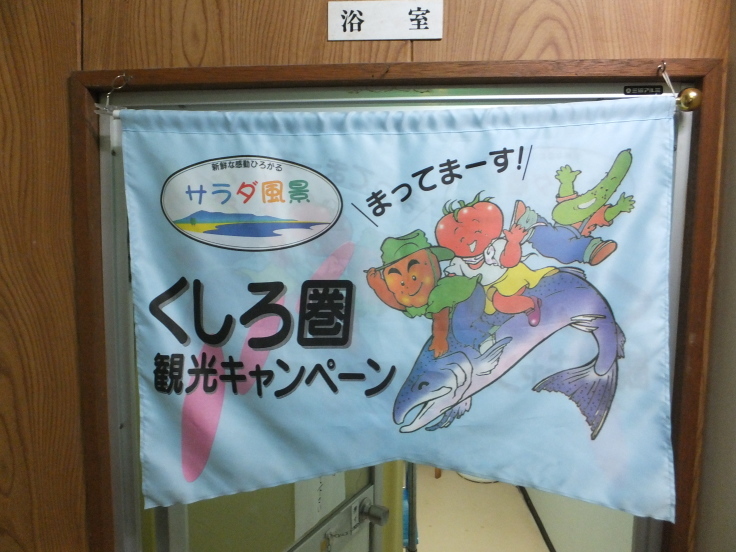 浴室
新鮮な感動ひろがる
サラダ風景
まってまーす!
くしろ圏
観光キャンペーン